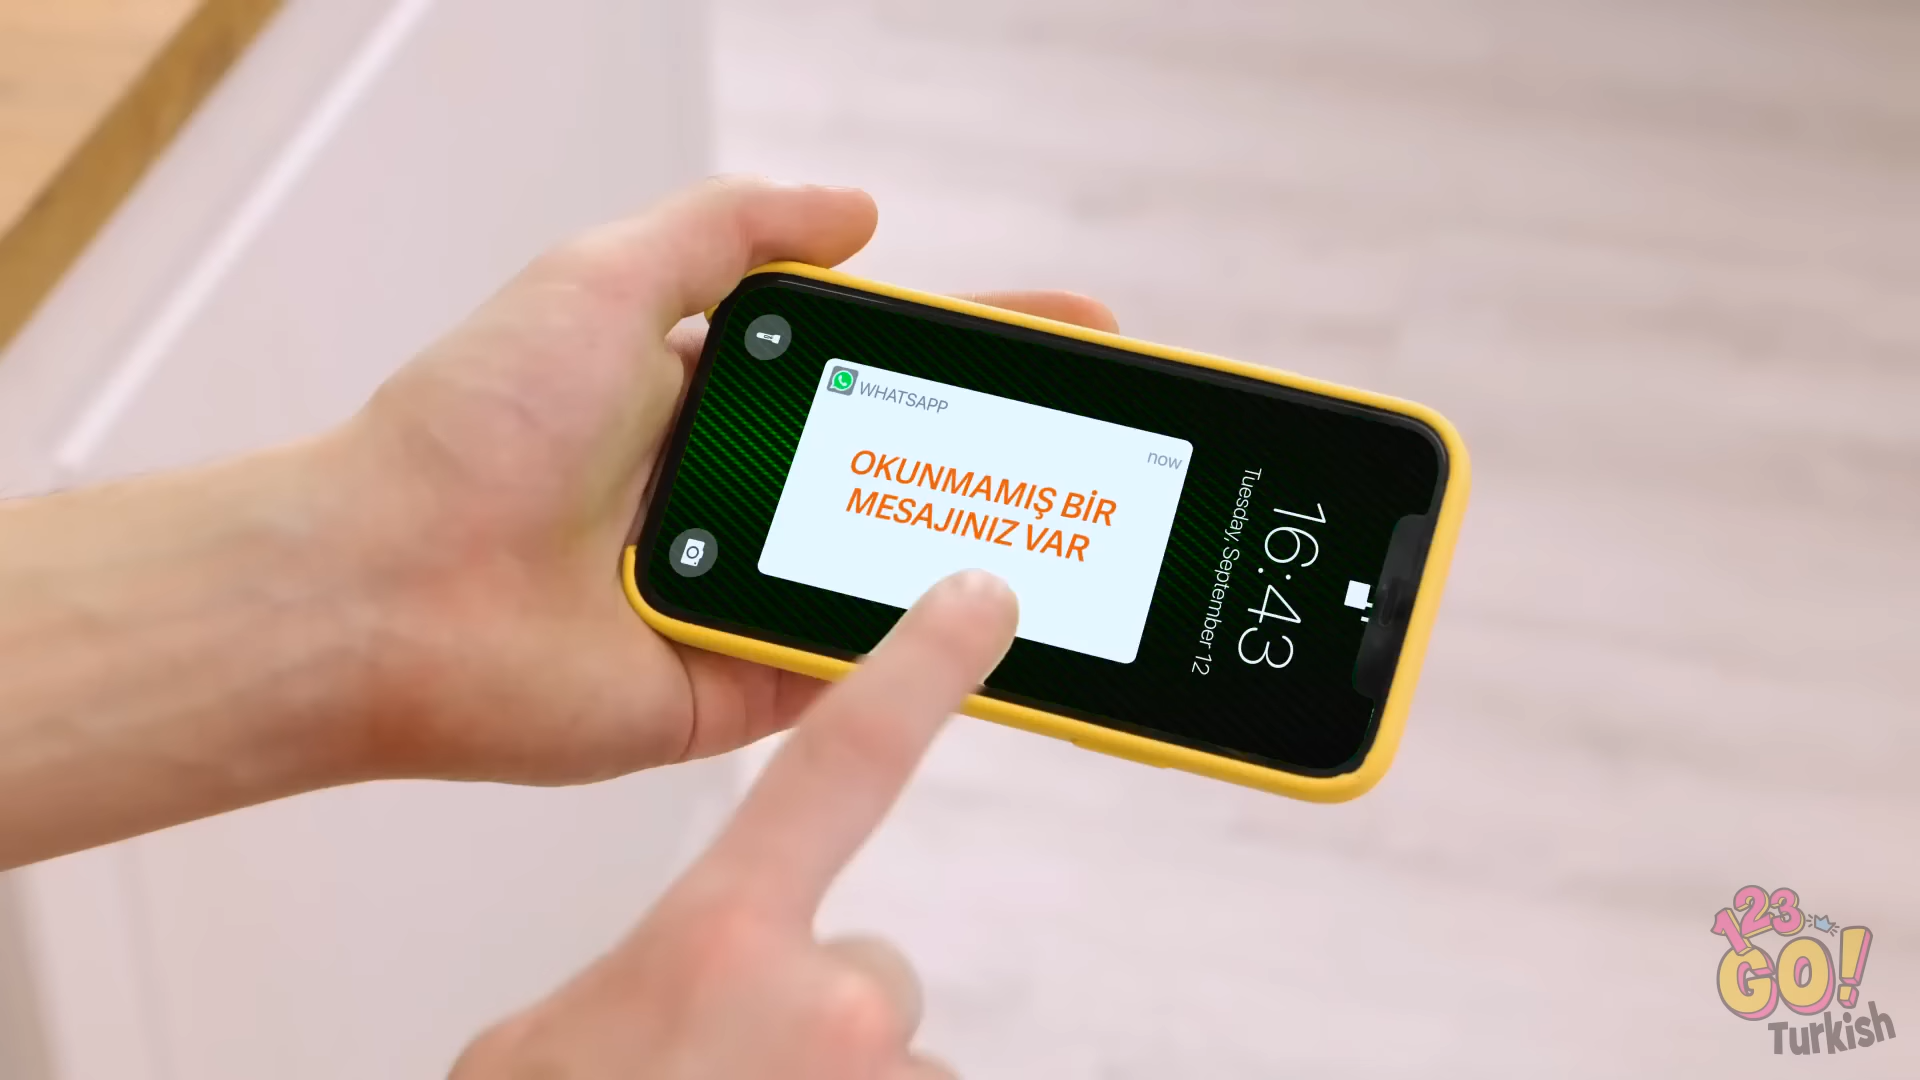 WHATSAPP
now
OKUNMAMIŞ BİR
MESAJINIZ VAR
16:43
Tuesday, September 12
123
GO!
Turkish